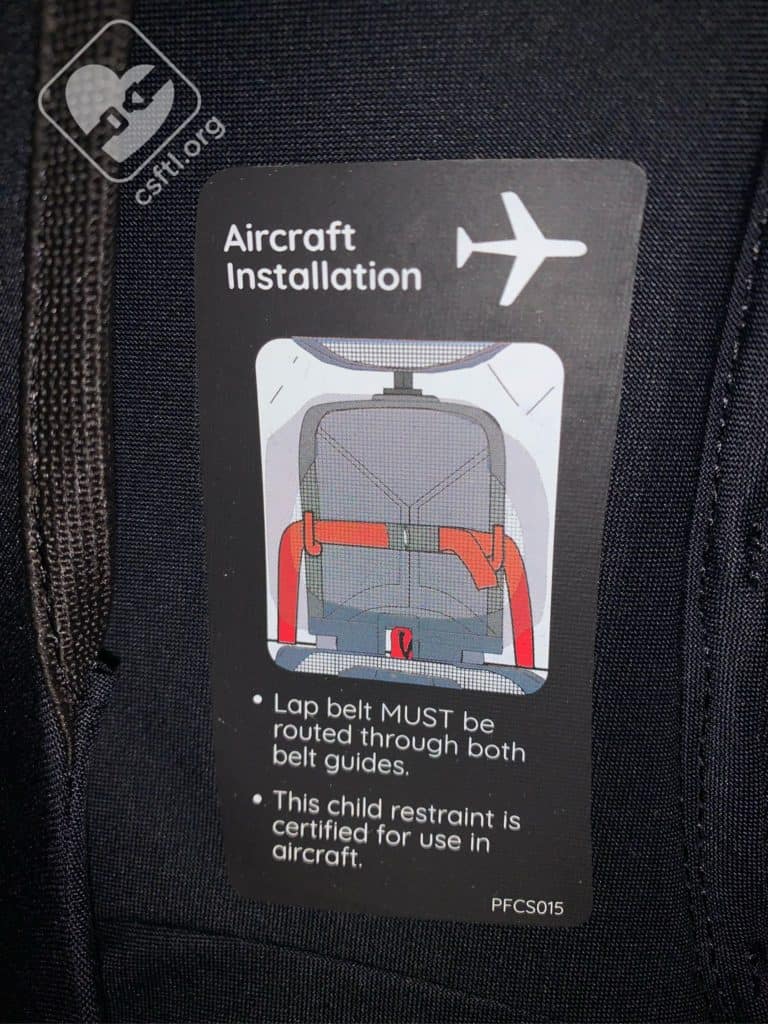 csftl.org
Aircraft
Installation
• Lap belt MUST be
routed through both
belt guides.
• This child restraint is
certified for use in
aircraft.
PFCS015